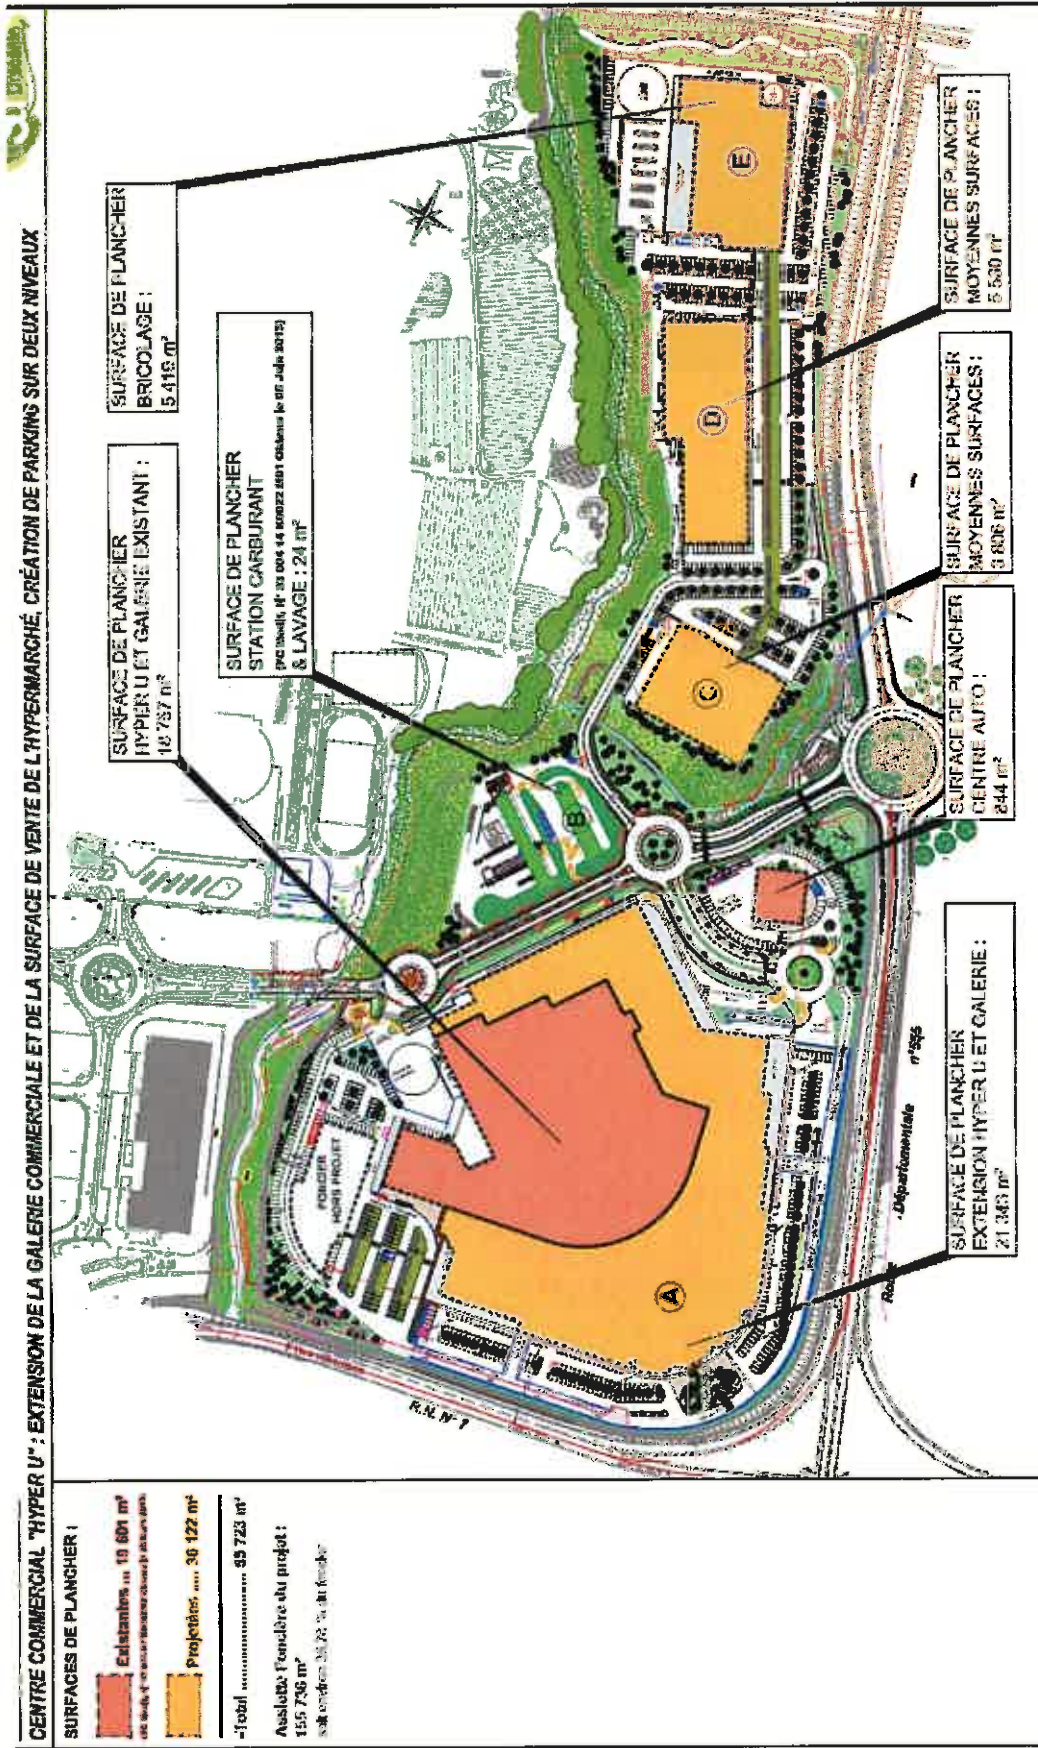 CENTRE COMMERCIAL "HYPER U" : EXTENSION DE LA GALERIE COMMERCIALE ET DE LA SURFACE DE VENTE DE L'HYPERMARCHÉ, CRÉATION DE PARKING SUR DEUX NIVEAUX
SURFACES DE PLANCHER :
Existantes ... 19 601 m²
Projetées .... 36 122 m²
Total ............... 55 723 m²
Assiette Foncière du projet :
155 736 m²
SURFACE DE PLANCHER
HYPER U ET GALERIE EXISTANT :
18 757 m²
SURFACE DE PLANCHER
BRICOLAGE :
5 419 m²
SURFACE DE PLANCHER
STATION CARBURANT
& LAVAGE : 24 m²
FONCIER
HORS PROJET
R.N. N° 7
A
B
C
D
E
Route
Départementale
n°555
SURFACE DE PLANCHER
EXTENSION HYPER U ET GALERIE :
21 343 m²
SURFACE DE PLANCHER
CENTRE AUTO :
844 m²
SURFACE DE PLANCHER
MOYENNES SURFACES :
3 806 m²
SURFACE DE PLANCHER
MOYENNES SURFACES :
5 530 m²